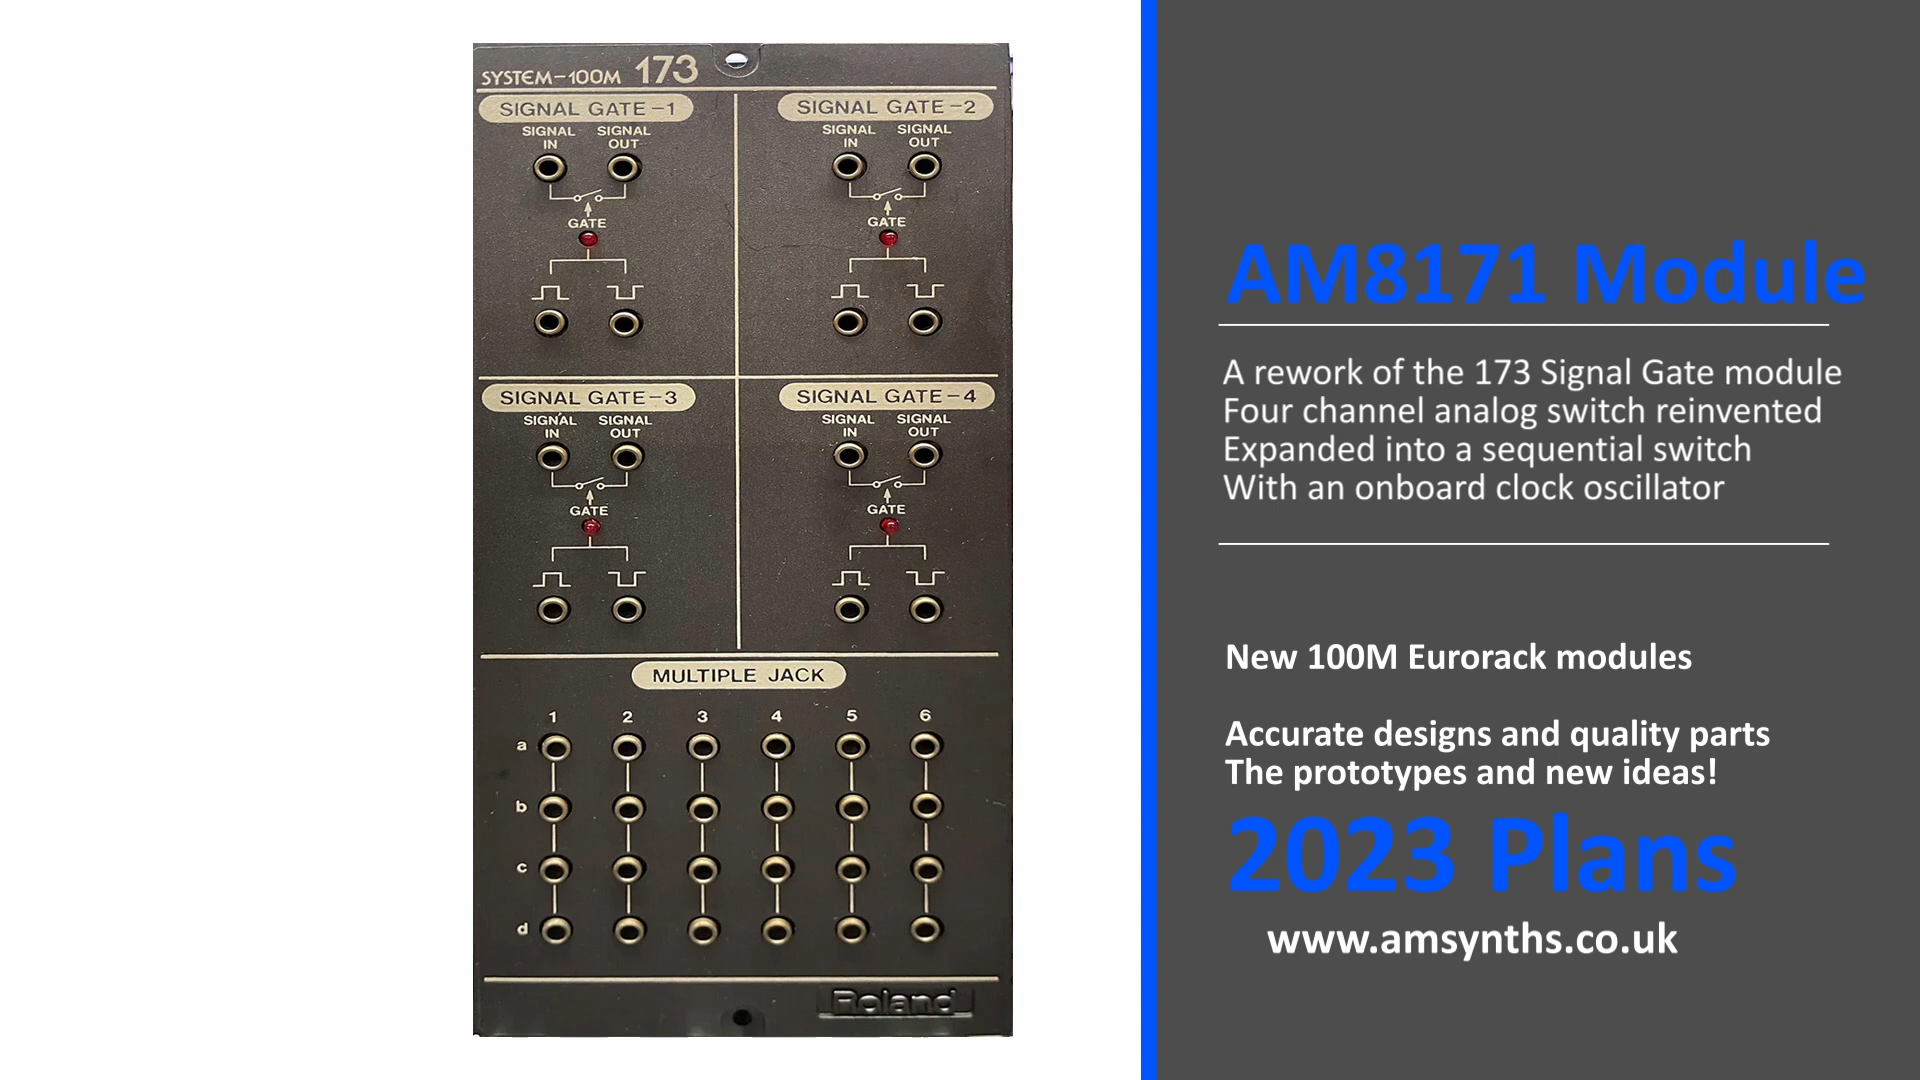 SYSTEM-100M 173
SIGNAL GATE-1
SIGNAL IN
SIGNAL OUT
GATE
SIGNAL GATE-2
SIGNAL IN
SIGNAL OUT
GATE
SIGNAL GATE-3
SIGNAL IN
SIGNAL OUT
GATE
SIGNAL GATE-4
SIGNAL IN
SIGNAL OUT
GATE
MULTIPLE JACK
1 2 3 4 5 6
a
b
c
d
Roland
AM8171 Module
A rework of the 173 Signal Gate module
Four channel analog switch reinvented
Expanded into a sequential switch
With an onboard clock oscillator
New 100M Eurorack modules
Accurate designs and quality parts
The prototypes and new ideas!
2023 Plans
www.amsynths.co.uk